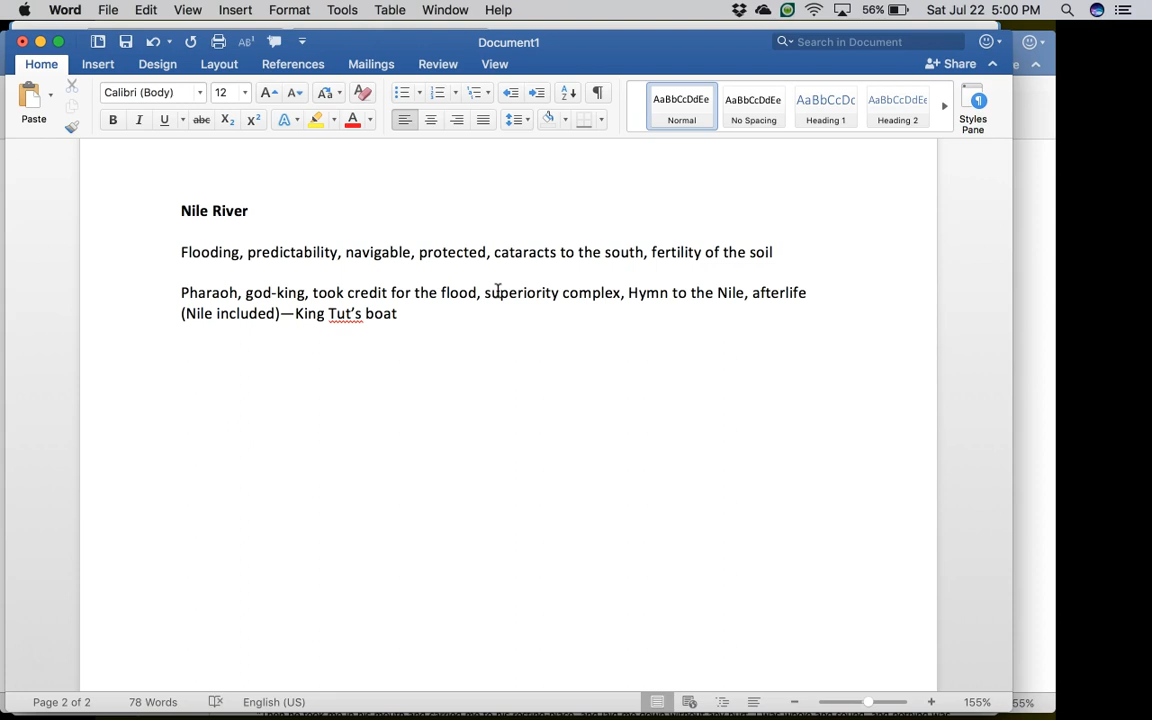 Word File Edit View Insert Format Tools Table Window Help 56% Sat Jul 22 5:00 PM
Document1 Search in Document
Home Insert Design Layout References Mailings Review View Share
Paste Calibri (Body) 12
AaBbCcDdEe AaBbCcDdEe AaBbCcDc AaBbCcDdEe
Normal No Spacing Heading 1 Heading 2 Styles Pane
Nile River
Flooding, predictability, navigable, protected, cataracts to the south, fertility of the soil
Pharaoh, god-king, took credit for the flood, superiority complex, Hymn to the Nile, afterlife
(Nile included)—King Tut's boat
Page 2 of 2 78 Words English (US) 155%